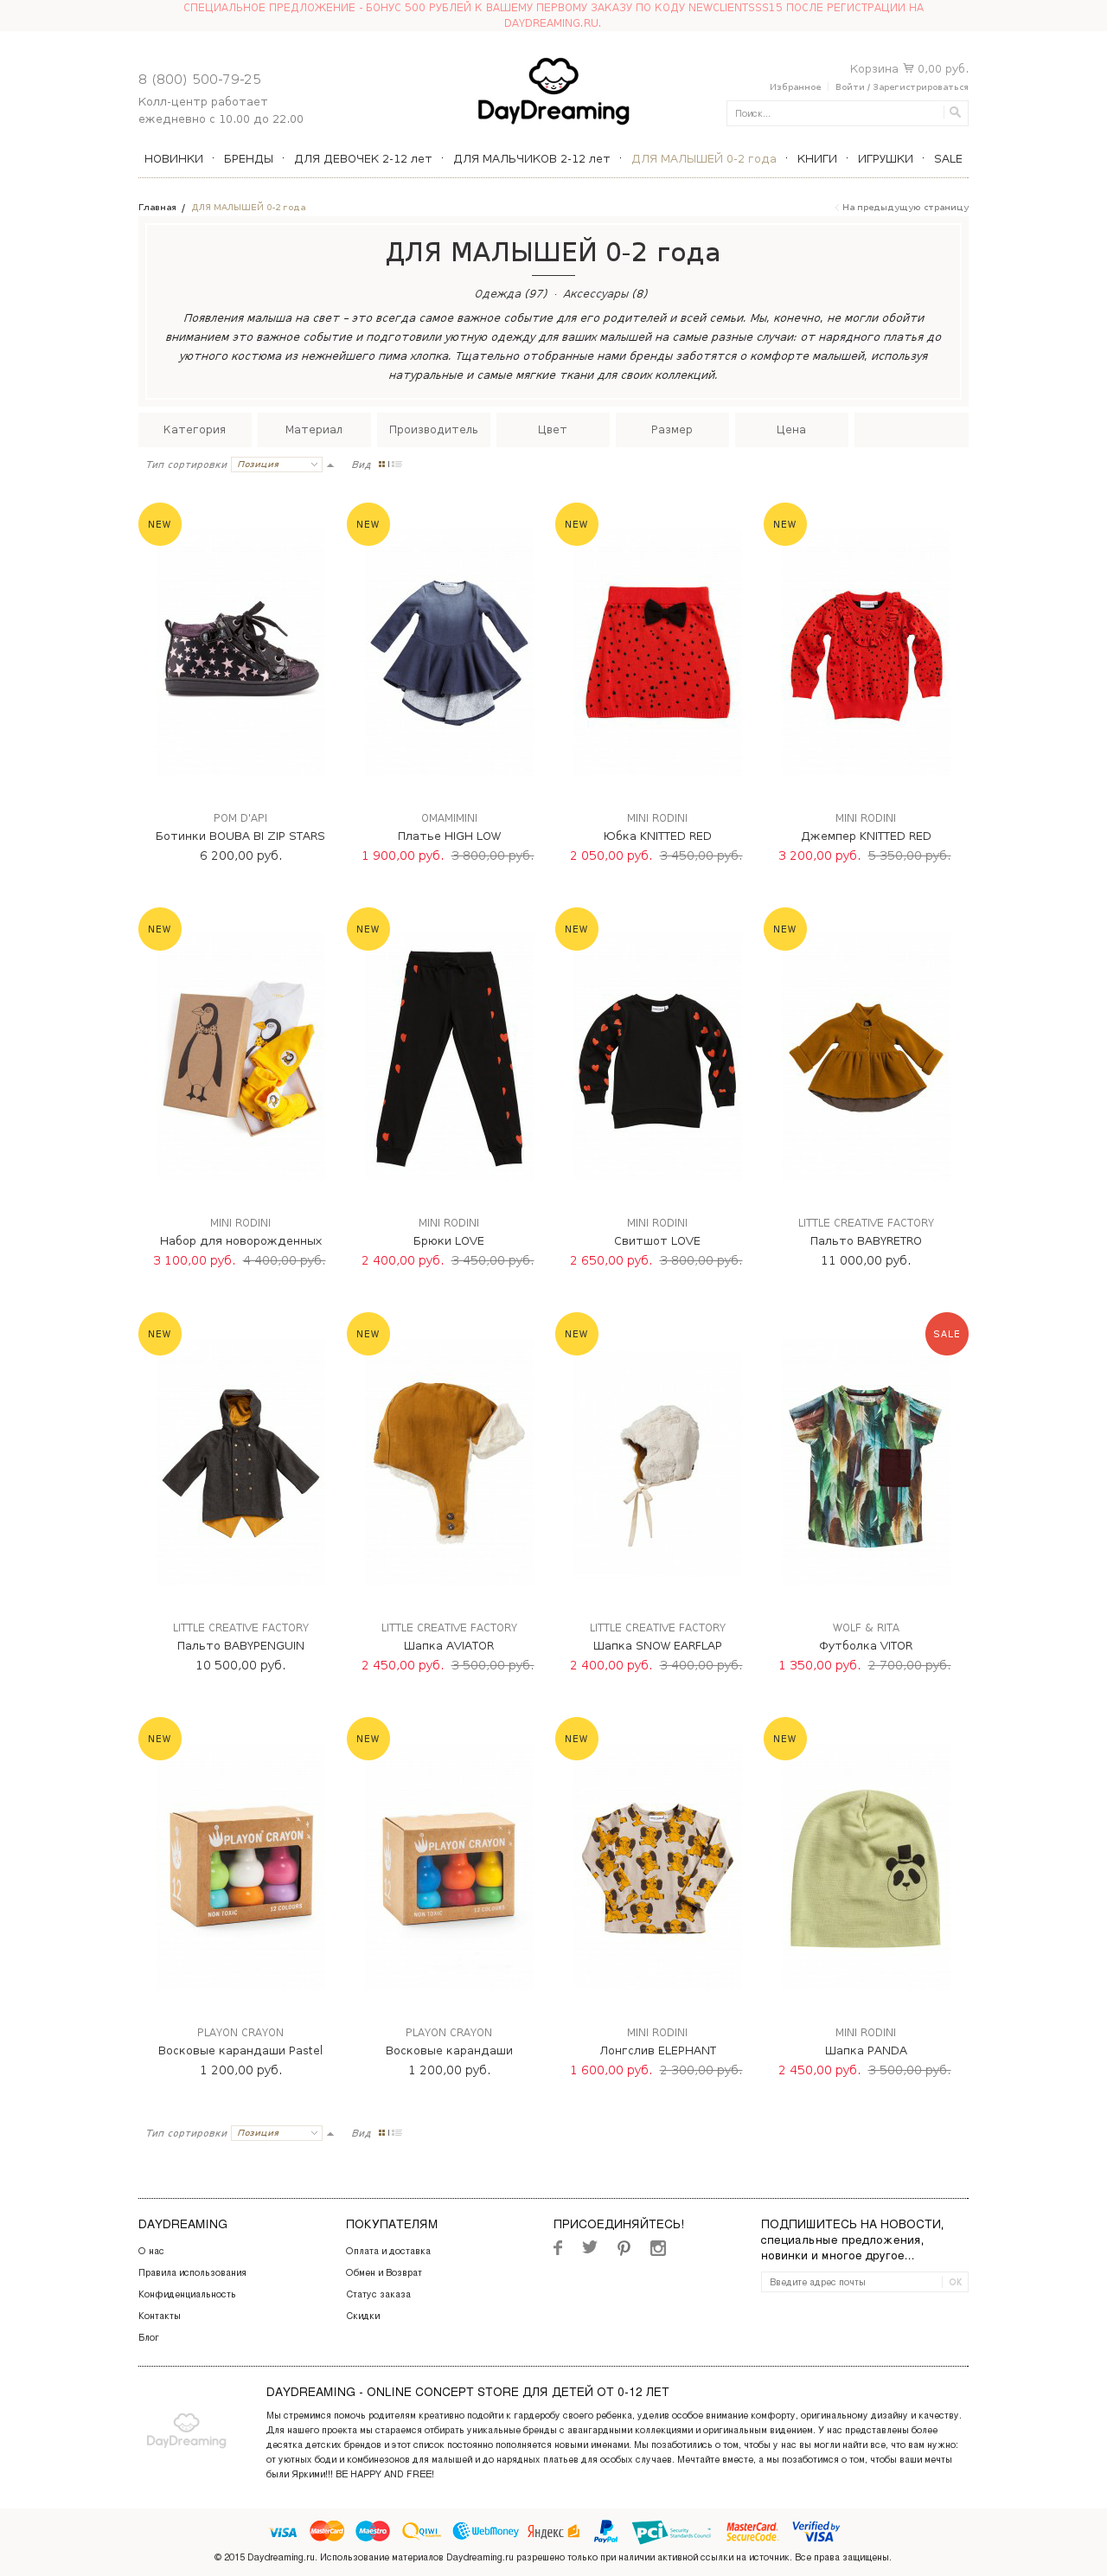 СПЕЦИАЛЬНОЕ ПРЕДЛОЖЕНИЕ - БОНУС 500 РУБЛЕЙ К ВАШЕМУ ПЕРВОМУ ЗАКАЗУ ПО КОДУ NEWCLIENTSSS15 ПОСЛЕ РЕГИСТРАЦИИ НА
DAYDREAMING.RU.
8 (800) 500-79-25
Колл-центр работает
ежедневно с 10.00 до 22.00
DayDreaming
Корзина 0,00 руб.
Избранное Войти / Зарегистрироваться
Поиск...
НОВИНКИ · БРЕНДЫ · ДЛЯ ДЕВОЧЕК 2-12 лет · ДЛЯ МАЛЬЧИКОВ 2-12 лет · ДЛЯ МАЛЫШЕЙ 0-2 года · КНИГИ · ИГРУШКИ · SALE
Главная / ДЛЯ МАЛЫШЕЙ 0-2 года
На предыдущую страницу
ДЛЯ МАЛЫШЕЙ 0-2 года
Одежда (97) · Аксессуары (8)
Появления малыша на свет – это всегда самое важное событие для его родителей и всей семьи. Мы, конечно, не могли обойти
вниманием это важное событие и подготовили уютную одежду для ваших малышей на самые разные случаи: от нарядного платья до
уютного костюма из нежнейшего пима хлопка. Тщательно отобранные нами бренды заботятся о комфорте малышей, используя
натуральные и самые мягкие ткани для своих коллекций.
Категория Материал Производитель Цвет Размер Цена
Тип сортировки Позиция Вид
NEW NEW NEW NEW
POM D'API OMAMIMINI MINI RODINI MINI RODINI
Ботинки BOUBA BI ZIP STARS Платье HIGH LOW Юбка KNITTED RED Джемпер KNITTED RED
6 200,00 руб. 1 900,00 руб. 3 800,00 руб. 2 050,00 руб. 3 450,00 руб. 3 200,00 руб. 5 350,00 руб.
NEW NEW NEW NEW
MINI RODINI MINI RODINI MINI RODINI LITTLE CREATIVE FACTORY
Набор для новорожденных Брюки LOVE Свитшот LOVE Пальто BABYRETRO
3 100,00 руб. 4 400,00 руб. 2 400,00 руб. 3 450,00 руб. 2 650,00 руб. 3 800,00 руб. 11 000,00 руб.
NEW NEW NEW SALE
LITTLE CREATIVE FACTORY LITTLE CREATIVE FACTORY LITTLE CREATIVE FACTORY WOLF & RITA
Пальто BABYPENGUIN Шапка AVIATOR Шапка SNOW EARFLAP Футболка VITOR
10 500,00 руб. 2 450,00 руб. 3 500,00 руб. 2 400,00 руб. 3 400,00 руб. 1 350,00 руб. 2 700,00 руб.
NEW NEW NEW NEW
PLAYON CRAYON PLAYON CRAYON
12 12
NON TOXIC 12 COLOURS NON TOXIC 12 COLOURS
PLAYON CRAYON PLAYON CRAYON MINI RODINI MINI RODINI
Восковые карандаши Pastel Восковые карандаши Лонгслив ELEPHANT Шапка PANDA
1 200,00 руб. 1 200,00 руб. 1 600,00 руб. 2 300,00 руб. 2 450,00 руб. 3 500,00 руб.
Тип сортировки Позиция Вид
DAYDREAMING
О нас
Правила использования
Конфиденциальность
Контакты
Блог
ПОКУПАТЕЛЯМ
Оплата и доставка
Обмен и Возврат
Статус заказа
Скидки
ПРИСОЕДИНЯЙТЕСЬ!
ПОДПИШИТЕСЬ НА НОВОСТИ,
специальные предложения,
новинки и многое другое...
Введите адрес почты OK
DayDreaming
DAYDREAMING - ONLINE CONCEPT STORE ДЛЯ ДЕТЕЙ ОТ 0-12 ЛЕТ
Мы стремимся помочь родителям креативно подойти к гардеробу своего ребенка, уделив особое внимание комфорту, оригинальному дизайну и качеству.
Для нашего проекта мы стараемся отбирать уникальные бренды с авангардными коллекциями и оригинальным видением. У нас представлены более
десятка детских брендов и этот список постоянно пополняется новыми именами. Мы позаботились о том, чтобы у нас вы могли найти все, что вам нужно:
от уютных боди и комбинезонов для малышей и до нарядных платьев для особых случаев. Мечтайте вместе, а мы позаботимся о том, чтобы ваши мечты
были Яркими!!! BE HAPPY AND FREE!
VISA MasterCard Maestro QIWI WebMoney Яндекс PayPal PCI Security Standards Council MasterCard. SecureCode. Verified by VISA
© 2015 Daydreaming.ru. Использование материалов Daydreaming.ru разрешено только при наличии активной ссылки на источник. Все права защищены.